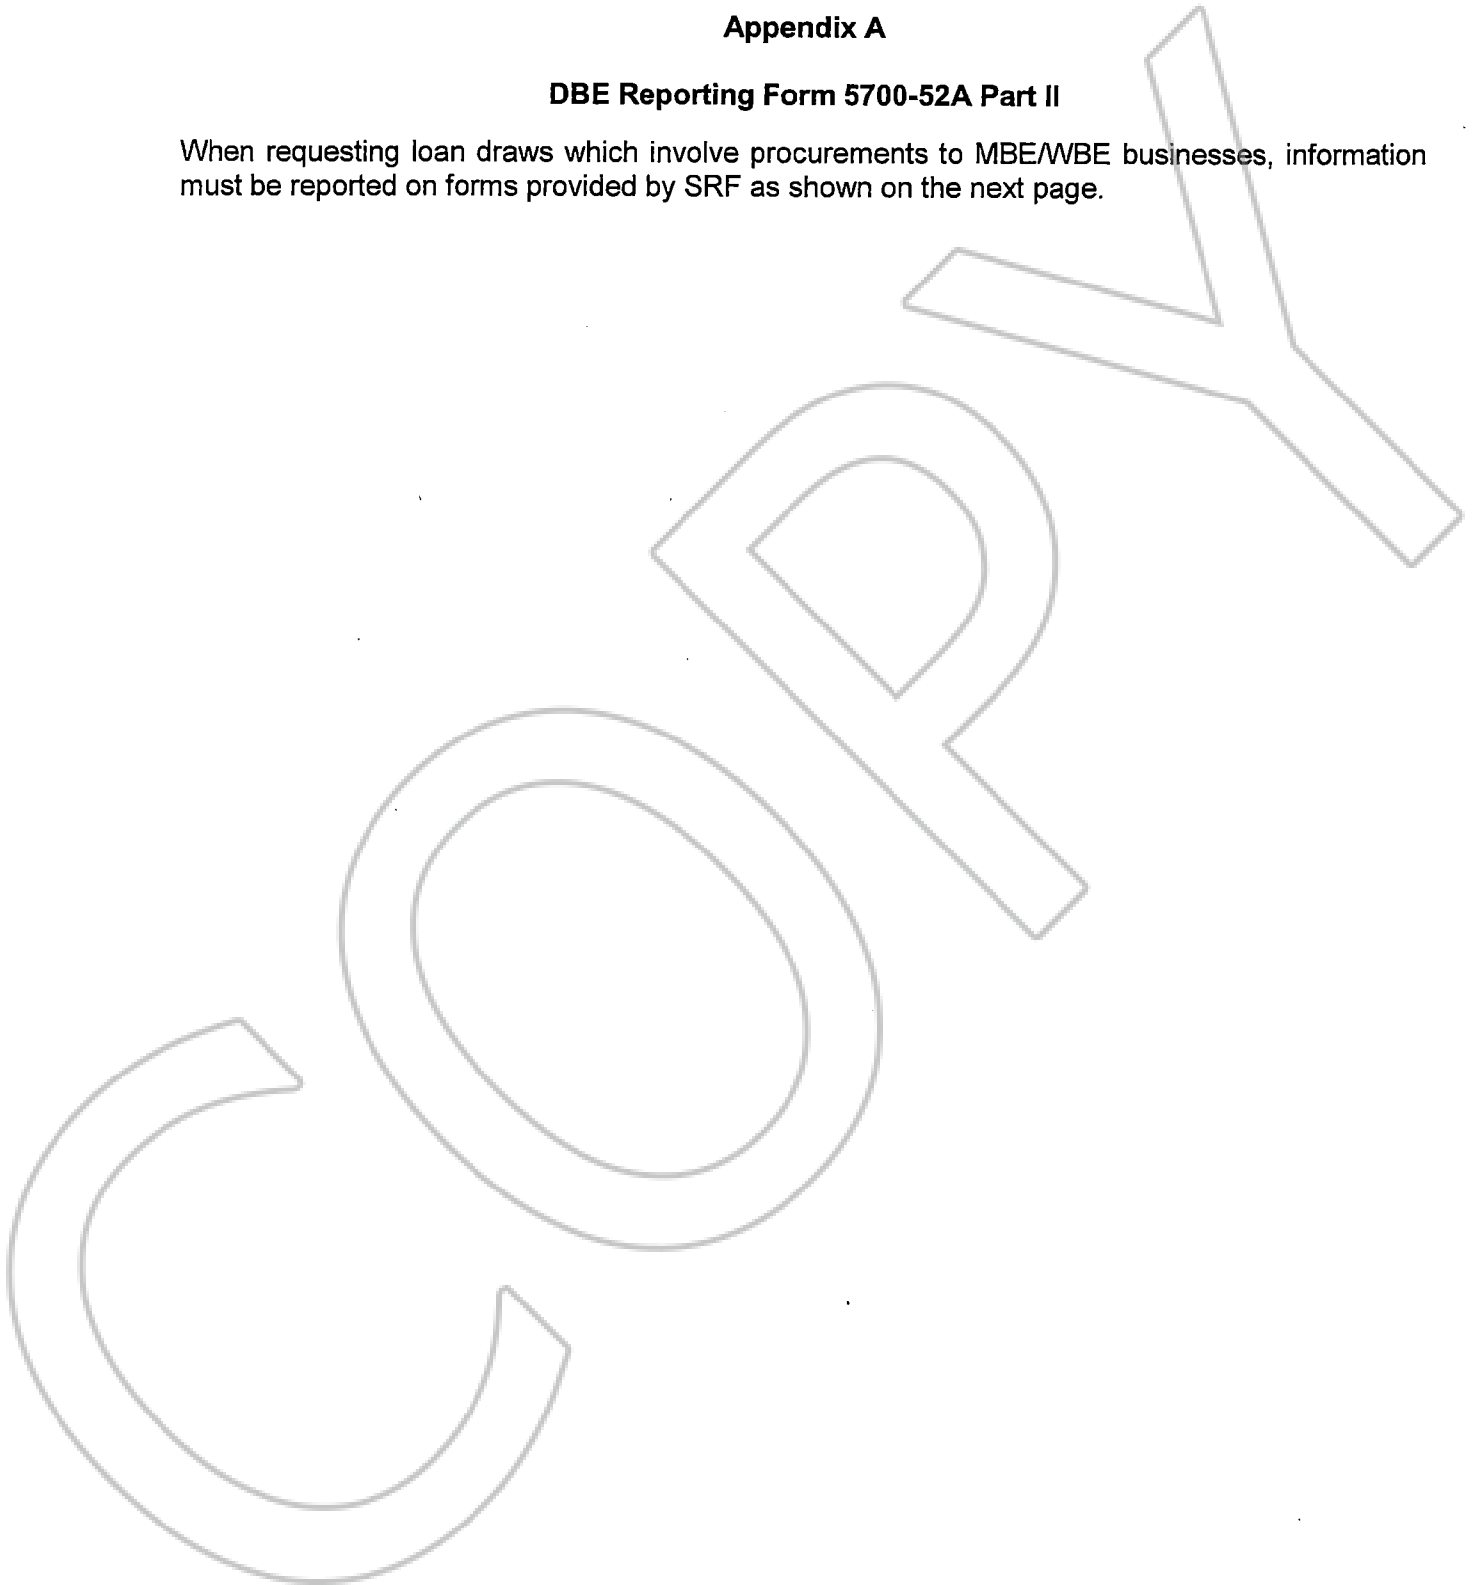 Appendix A
DBE Reporting Form 5700-52A Part II
When requesting loan draws which involve procurements to MBE/WBE businesses, information
must be reported on forms provided by SRF as shown on the next page.
COPY